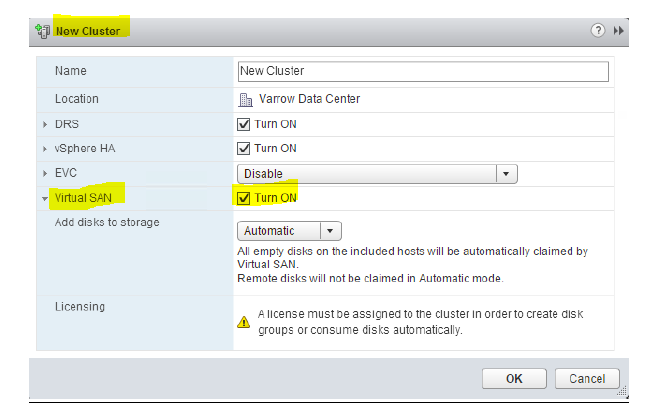 New Cluster
?
Name
New Cluster
Location
Varrow Data Center
DRS
Turn ON
vSphere HA
Turn ON
EVC
Disable
Virtual SAN
Turn ON
Add disks to storage
Automatic
All empty disks on the included hosts will be automatically claimed by
Virtual SAN.
Remote disks will not be claimed in Automatic mode.
Licensing
A license must be assigned to the cluster in order to create disk
groups or consume disks automatically.
OK
Cancel